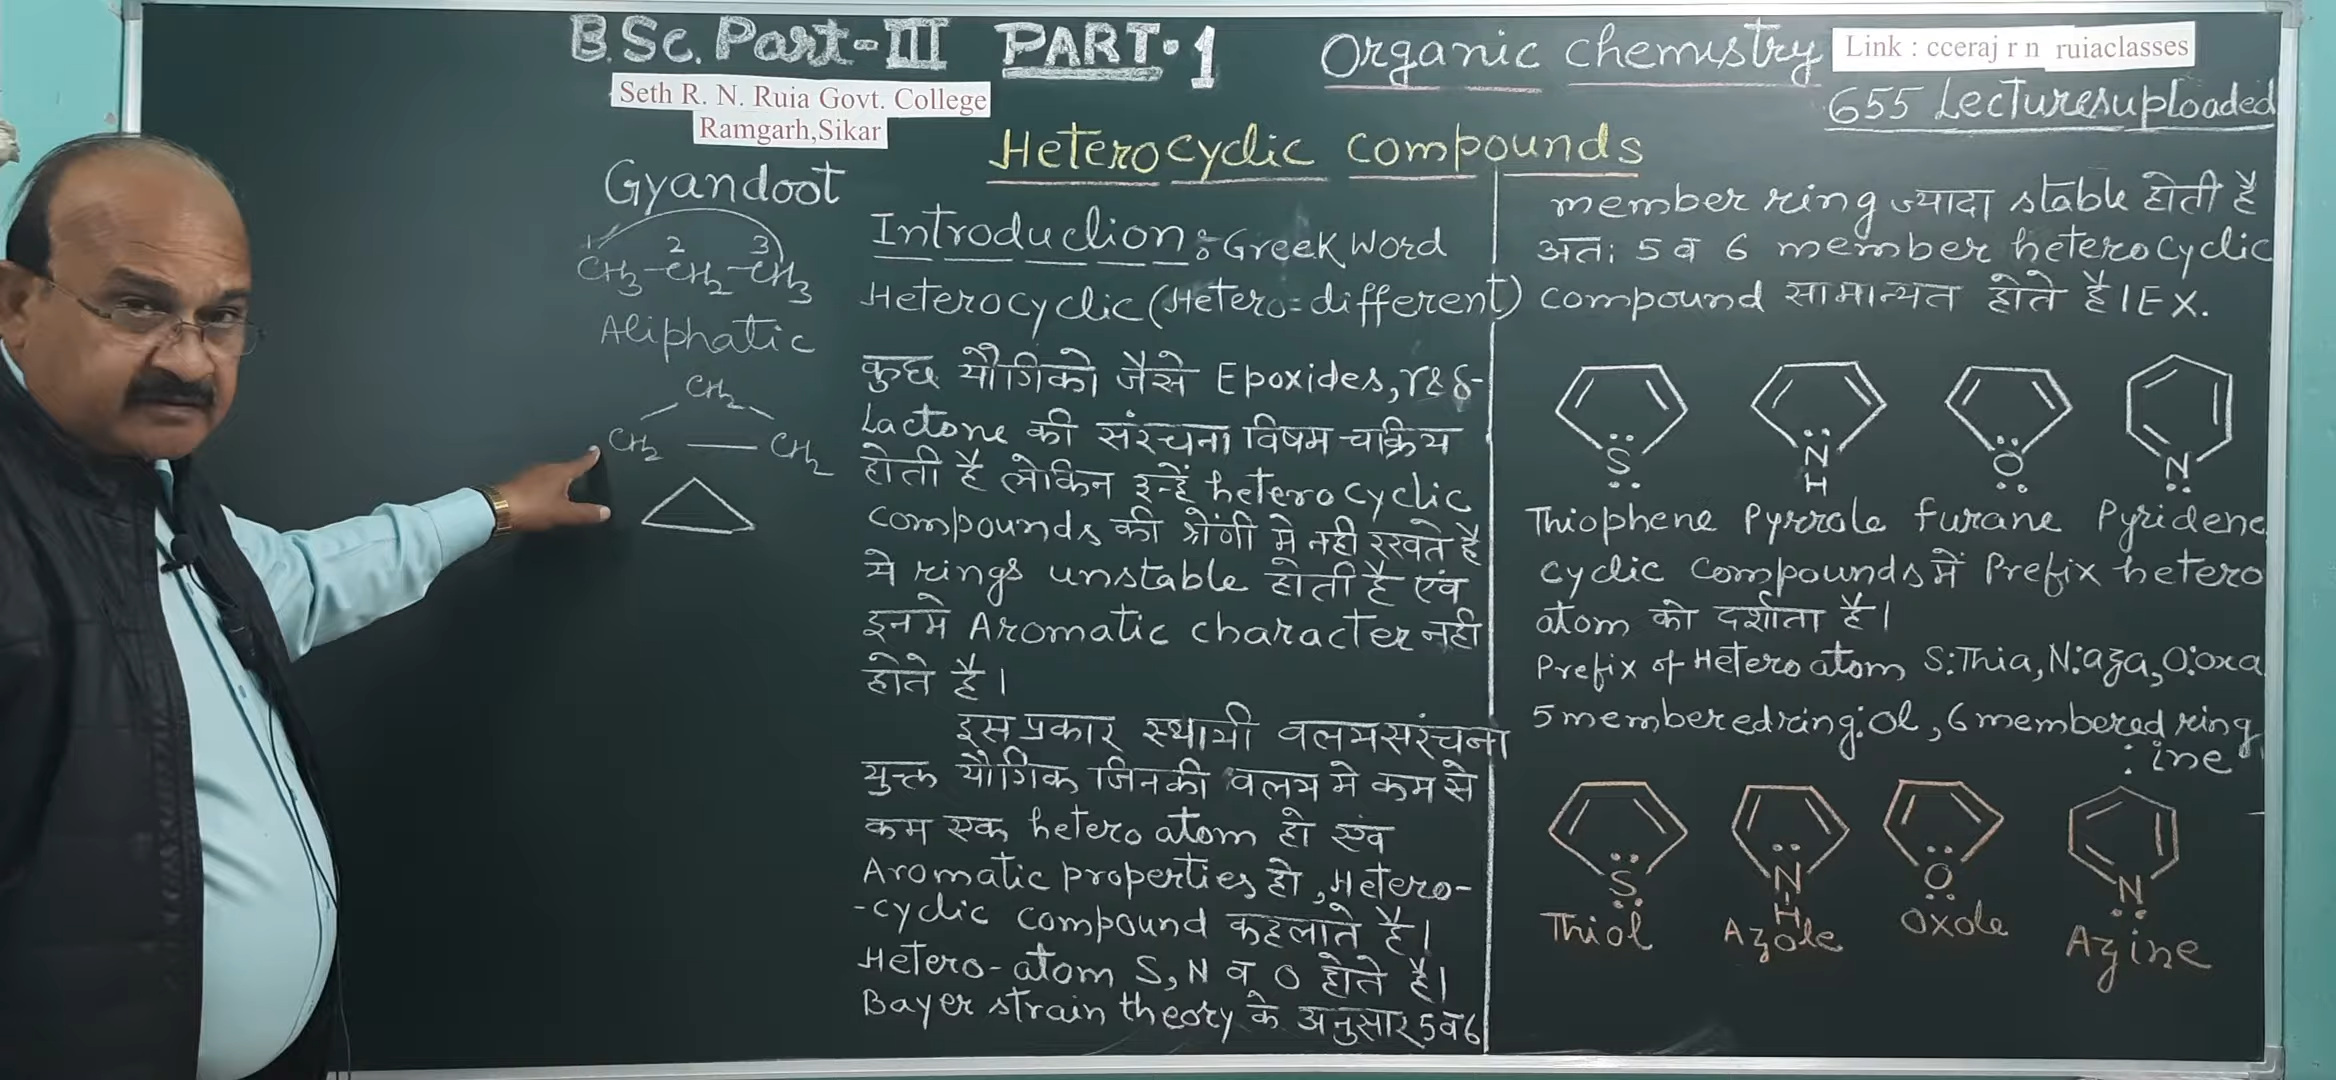 B.Sc. Part-III PART-1 Organic chemistry
Link : cceraj r n ruiaclasses
Seth R. N. Ruia Govt. College
Ramgarh,Sikar
655 Lectures uploaded
Heterocyclic compounds
Gyandoot
1 2 3
CH3-CH2-CH3
Aliphatic
CH2
CH2 — CH2
Introduction : Greek word
Heterocyclic (Hetero=different)
कुछ यौगिको जैसे Epoxides, γ&δ-
Lactone की संरचना विषम चक्रिय
होती है लेकिन इन्हें heterocyclic
compounds की श्रेणी मे नही रखते है
ये rings unstable होती है एवं
इनमे Aromatic character नही
होते है।
इस प्रकार स्थायी वलय संरचना
युक्त यौगिक जिनकी वलय मे कम से
कम एक hetero atom हो एंव
Aromatic properties हो, Hetero-
-cyclic compound कहलाते है।
Hetero-atom S, N व O होते है।
Bayer strain theory के अनुसार 5 व 6
member ring ज्यादा stable होती है
अत: 5 व 6 member heterocyclic
compound सामान्यत होते है। EX.
S N O N
H
Thiophene Pyrrole furane Pyridene
cyclic compounds में Prefix hetero
atom को दर्शाता है।
Prefix of Hetero atom S:Thia, N:aza, O:oxa
5 membered ring: ol, 6 membered ring
: ine
S N O N
H
Thiol Azole Oxole Azine